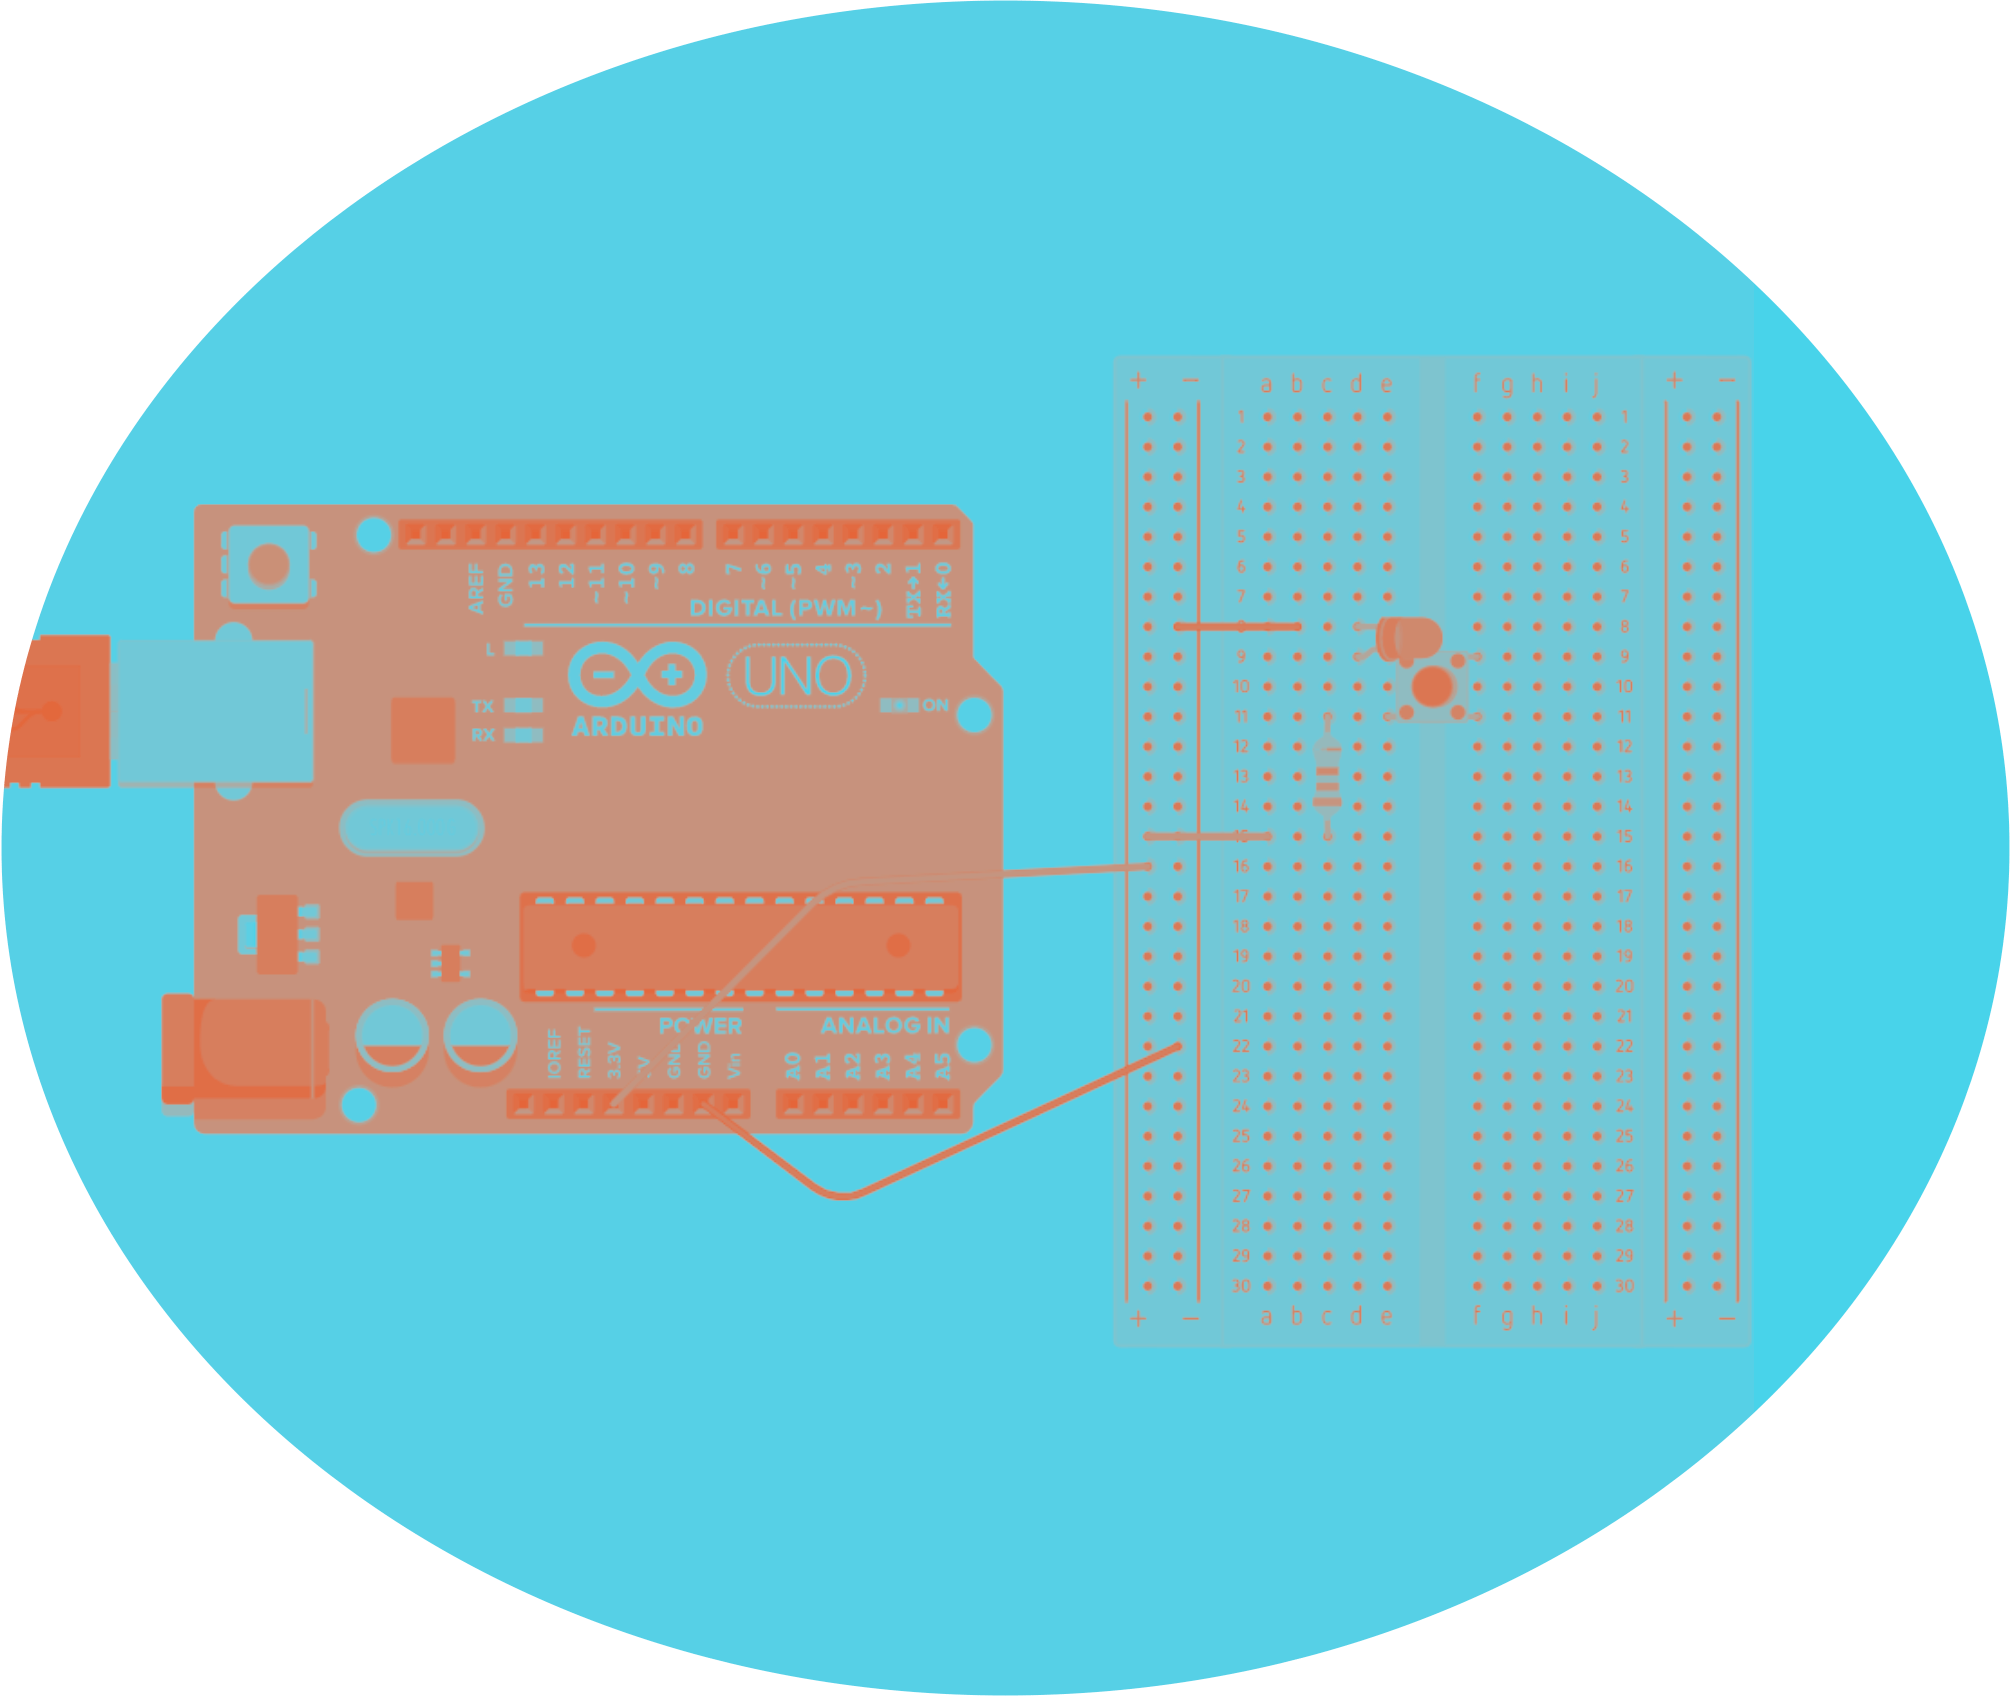 + − a b c d e f g h i j + −
1 1
2 2
3 3
4 4
5 5
6 6
7 7
8
9 9
10 10
11 11
12 12
13 13
14 14
15
16 16
17 17
18 18
19 19
20 20
21 21
22 22
23 23
24 24
25 25
26 26
27 27
28 28
29 29
30 30
+ − a b c d e f g h i j + −
AREF GND 13 12 ~11 ~10 ~9 8 7 ~6 ~5 4 ~3 2 TX→1 RX←0
DIGITAL (PWM~)
L
TX
RX
ARDUINO
UNO
ON
POWER ANALOG IN
IOREF RESET 3.3V GND Vin A0 A1 A2 A3 A4 A5